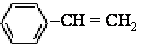 –CH = CH₂